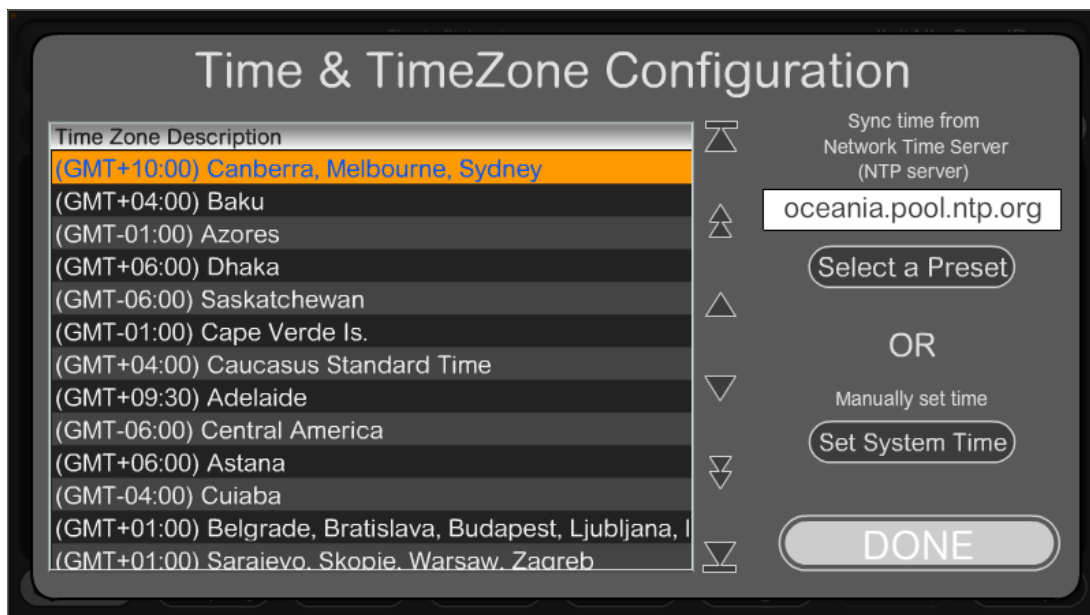 Time & TimeZone Configuration
Time Zone Description
(GMT+10:00) Canberra, Melbourne, Sydney
(GMT+04:00) Baku
(GMT-01:00) Azores
(GMT+06:00) Dhaka
(GMT-06:00) Saskatchewan
(GMT-01:00) Cape Verde Is.
(GMT+04:00) Caucasus Standard Time
(GMT+09:30) Adelaide
(GMT-06:00) Central America
(GMT+06:00) Astana
(GMT-04:00) Cuiaba
(GMT+01:00) Belgrade, Bratislava, Budapest, Ljubljana,
(GMT+01:00) Sarajevo, Skopje, Warsaw, Zagreb
Sync time from
Network Time Server
(NTP server)
oceania.pool.ntp.org
Select a Preset
OR
Manually set time
Set System Time
DONE